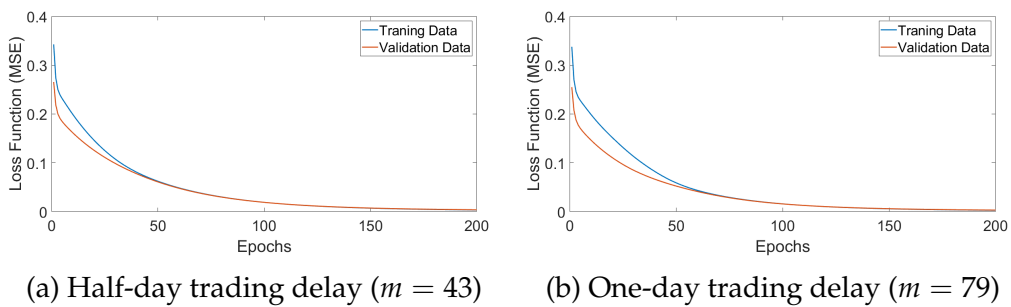 0.4
0.3
0.2
0.1
0
Loss Function (MSE)
0 50 100 150 200
Epochs
Traning Data
Validation Data
(a) Half-day trading delay (m = 43)
0.4
0.3
0.2
0.1
0
Loss Function (MSE)
0 50 100 150 200
Epochs
Traning Data
Validation Data
(b) One-day trading delay (m = 79)